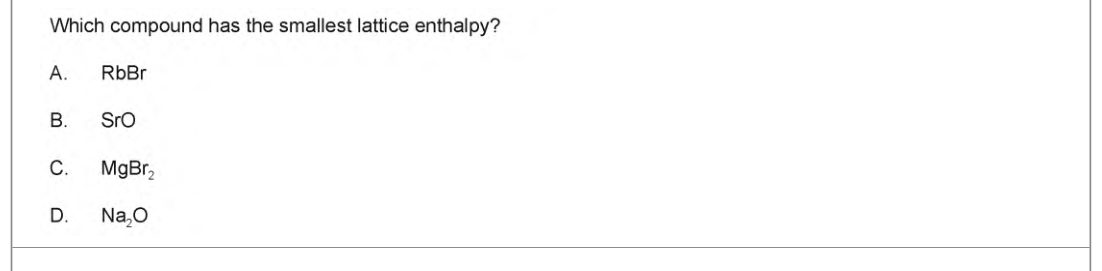 Which compound has the smallest lattice enthalpy?
A. RbBr
B. SrO
C. MgBr₂
D. Na₂O